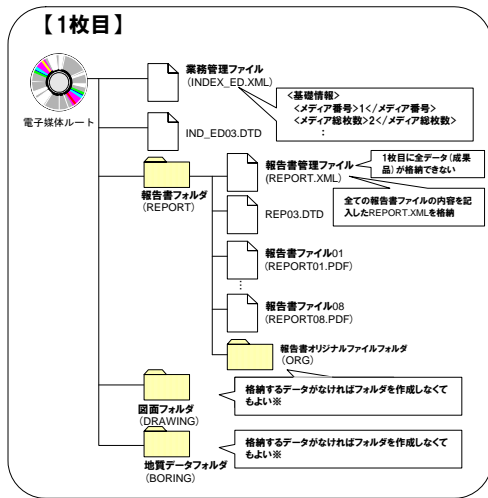 【1枚目】
電子媒体ルート
業務管理ファイル
(INDEX_ED.XML)
<基礎情報>
<メディア番号>1</メディア番号>
<メディア総枚数>2</メディア総枚数>
:
IND_ED03.DTD
報告書フォルダ
(REPORT)
報告書管理ファイル
(REPORT.XML)
1枚目に全データ(成果
品)が格納できない
全ての報告書ファイルの内容を記
入したREPORT.XMLを格納
REP03.DTD
報告書ファイル01
(REPORT01.PDF)
⋮
報告書ファイル08
(REPORT08.PDF)
報告書オリジナルファイルフォルダ
(ORG)
図面フォルダ
(DRAWING)
格納するデータがなければフォルダを作成しなくて
もよい※
地質データフォルダ
(BORING)
格納するデータがなければフォルダを作成しなくて
もよい※